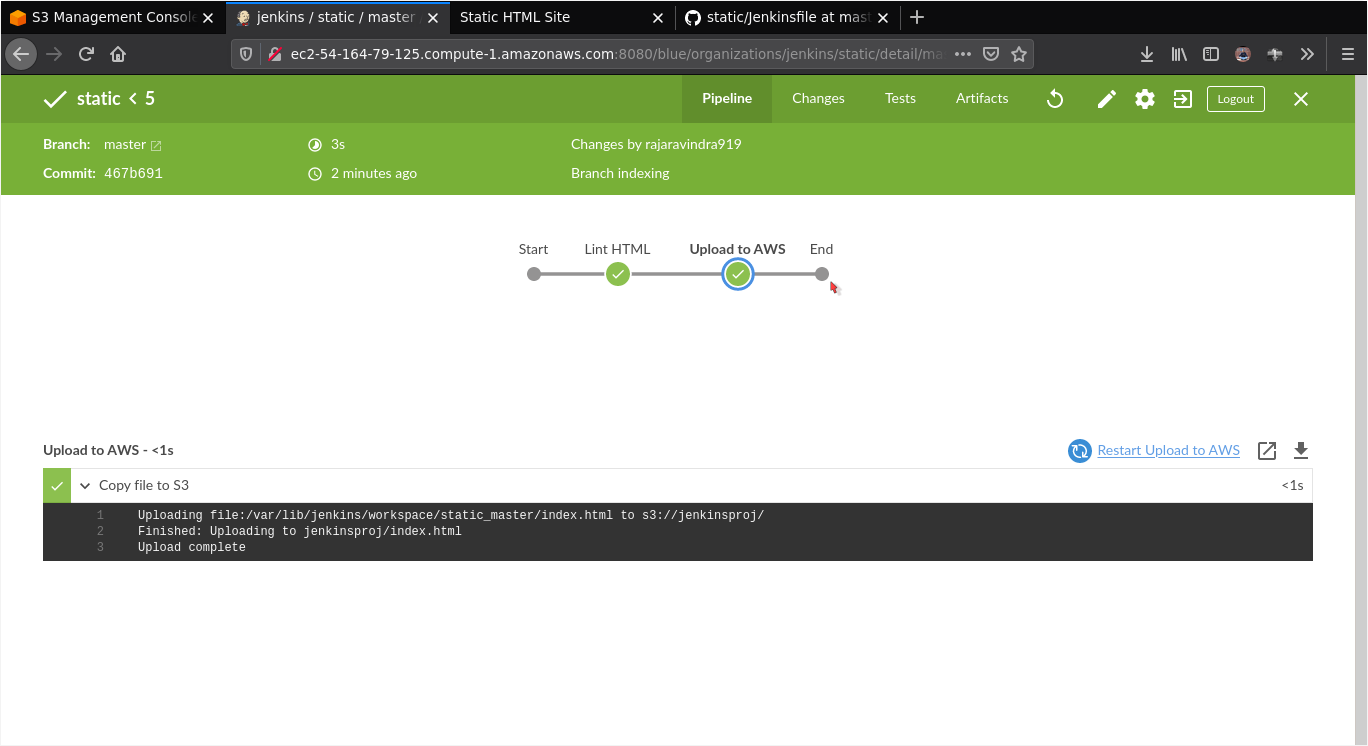 S3 Management Console
jenkins / static / master
Static HTML Site
static/Jenkinsfile at mast
ec2-54-164-79-125.compute-1.amazonaws.com:8080/blue/organizations/jenkins/static/detail/ma
static < 5
Pipeline
Changes
Tests
Artifacts
Logout
Branch: master
3s
Changes by rajaravindra919
Commit: 467b691
2 minutes ago
Branch indexing
Start
Lint HTML
Upload to AWS
End
Upload to AWS - <1s
Restart Upload to AWS
Copy file to S3
<1s
1 Uploading file:/var/lib/jenkins/workspace/static_master/index.html to s3://jenkinsproj/
2 Finished: Uploading to jenkinsproj/index.html
3 Upload complete